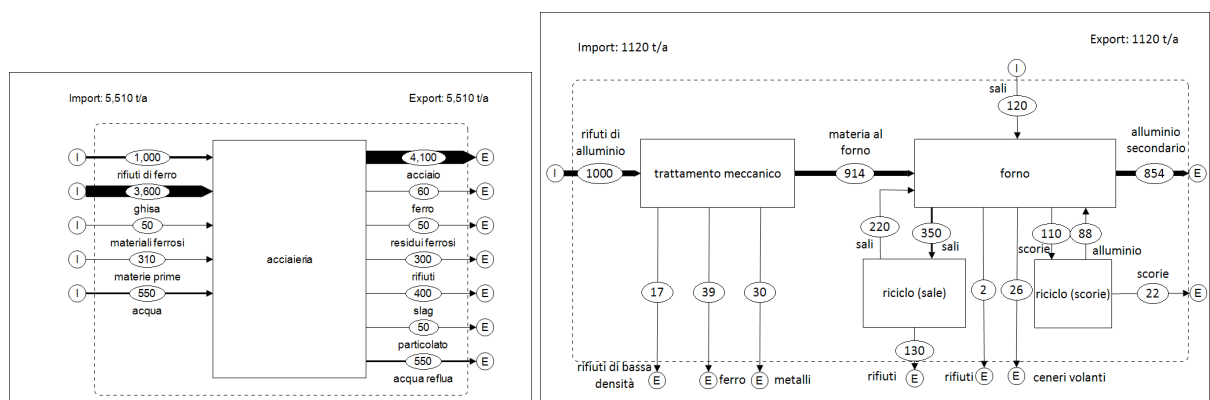 Import: 5,510 t/a
Export: 5,510 t/a
I
1,000
rifiuti di ferro
I
3,600
ghisa
I
50
materiali ferrosi
I
310
materie prime
I
550
acqua
acciaieria
4,100
E
acciaio
60
E
ferro
50
E
residui ferrosi
300
E
rifiuti
400
E
slag
50
E
particolato
550
E
acqua reflua
Import: 1120 t/a
Export: 1120 t/a
I
sali
120
rifiuti di
alluminio
I
1000
trattamento meccanico
materia al
forno
914
forno
alluminio
secondario
854
E
220
sali
350
sali
110
scorie
88
alluminio
17
39
30
riciclo (sale)
2
26
riciclo (scorie)
scorie
22
E
130
rifiuti di bassa
densità
E
E
ferro
E
metalli
rifiuti
E
rifiuti
E
E
ceneri volanti